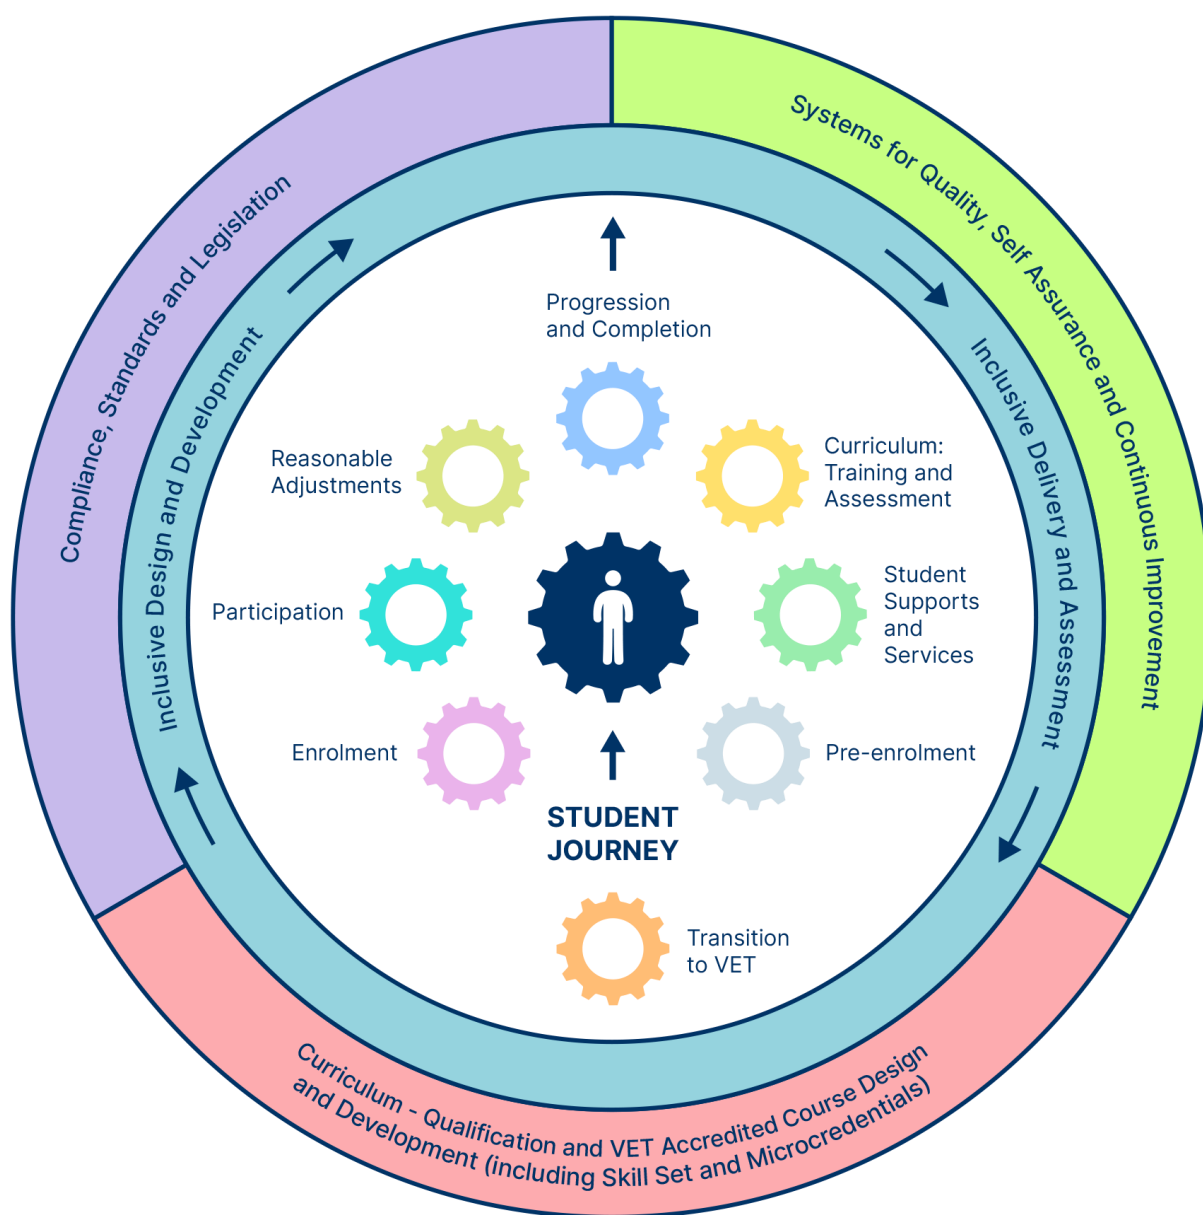 Compliance, Standards and Legislation
Systems for Quality, Self Assurance and Continuous Improvement
Inclusive Design and Development
Inclusive Delivery and Assessment
Progression
and Completion
Reasonable
Adjustments
Curriculum:
Training and
Assessment
Participation
Student
Supports
and
Services
Enrolment
Pre-enrolment
STUDENT
JOURNEY
Transition
to VET
Curriculum - Qualification and VET Accredited Course Design
and Development (including Skill Set and Microcredentials)